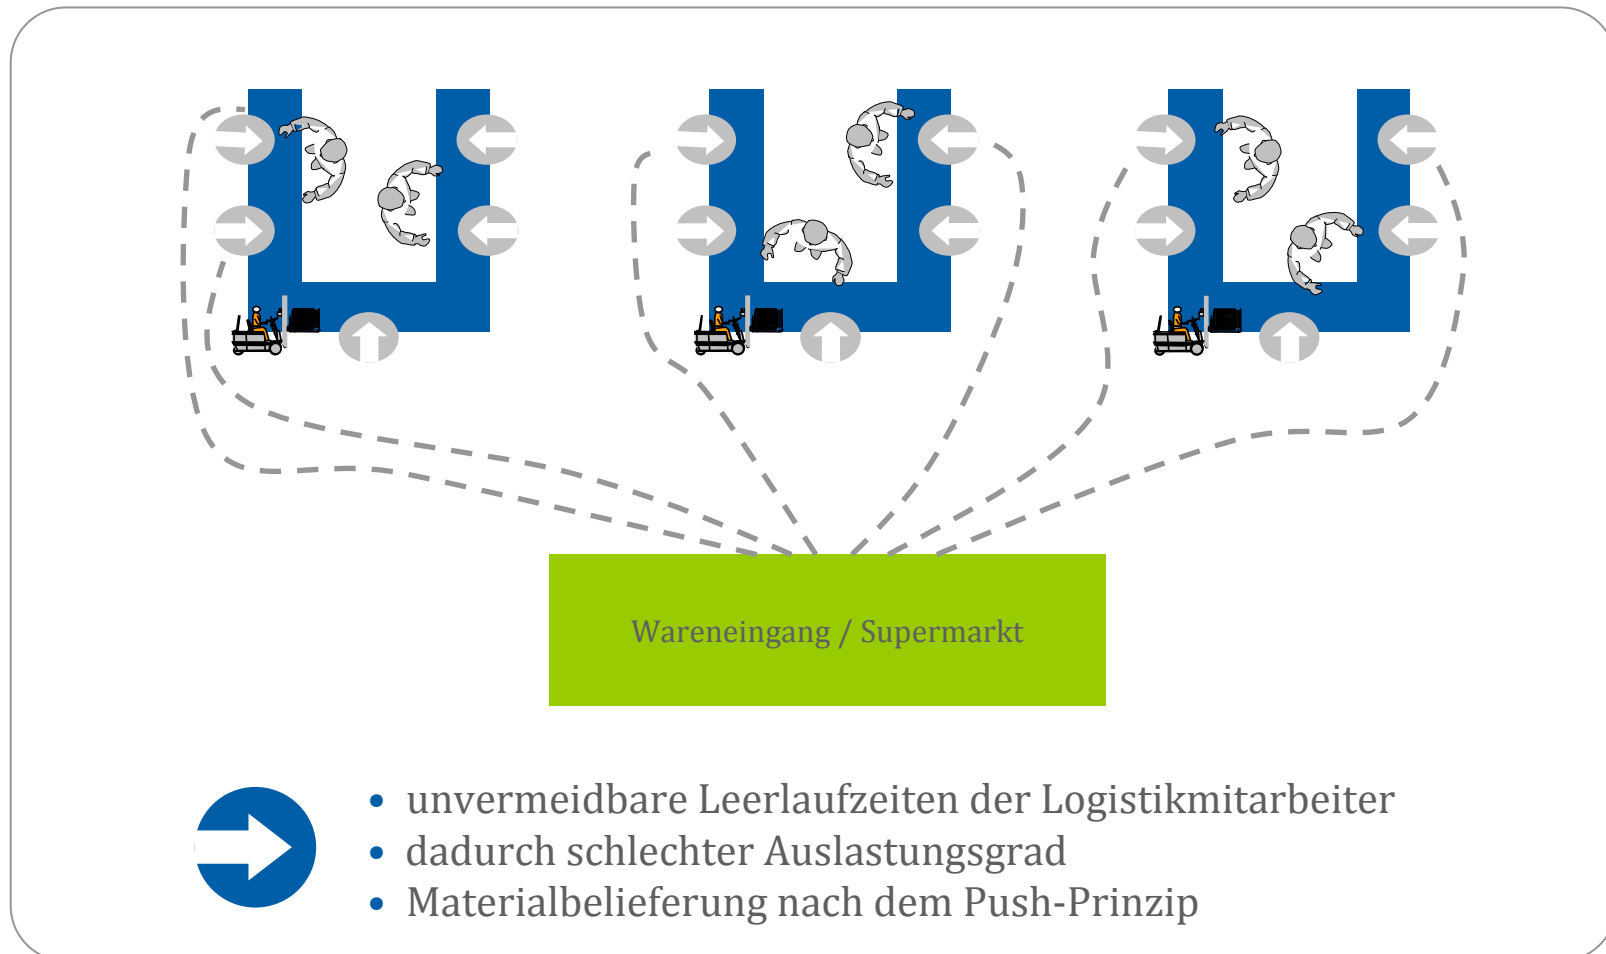 Wareneingang / Supermarkt
• unvermeidbare Leerlaufzeiten der Logistikmitarbeiter
• dadurch schlechter Auslastungsgrad
• Materialbelieferung nach dem Push-Prinzip